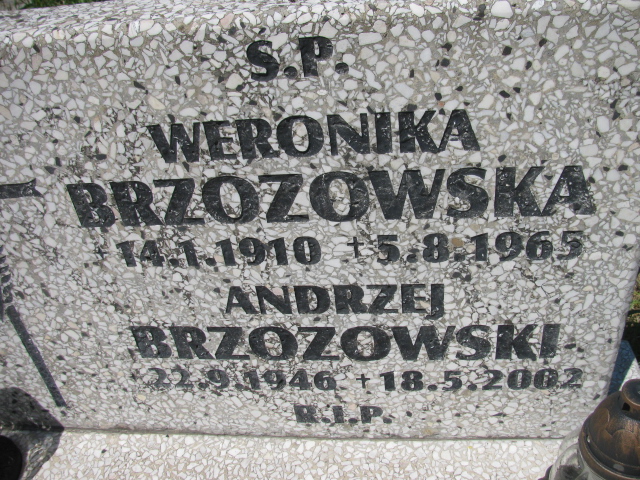 Ś.P.
WERONIKA
BRZOZOWSKA
* 14.1.1910 + 5.8.1965
ANDRZEJ
BRZOZOWSKI
* 22.9.1946 + 18.5.2002
R.I.P.